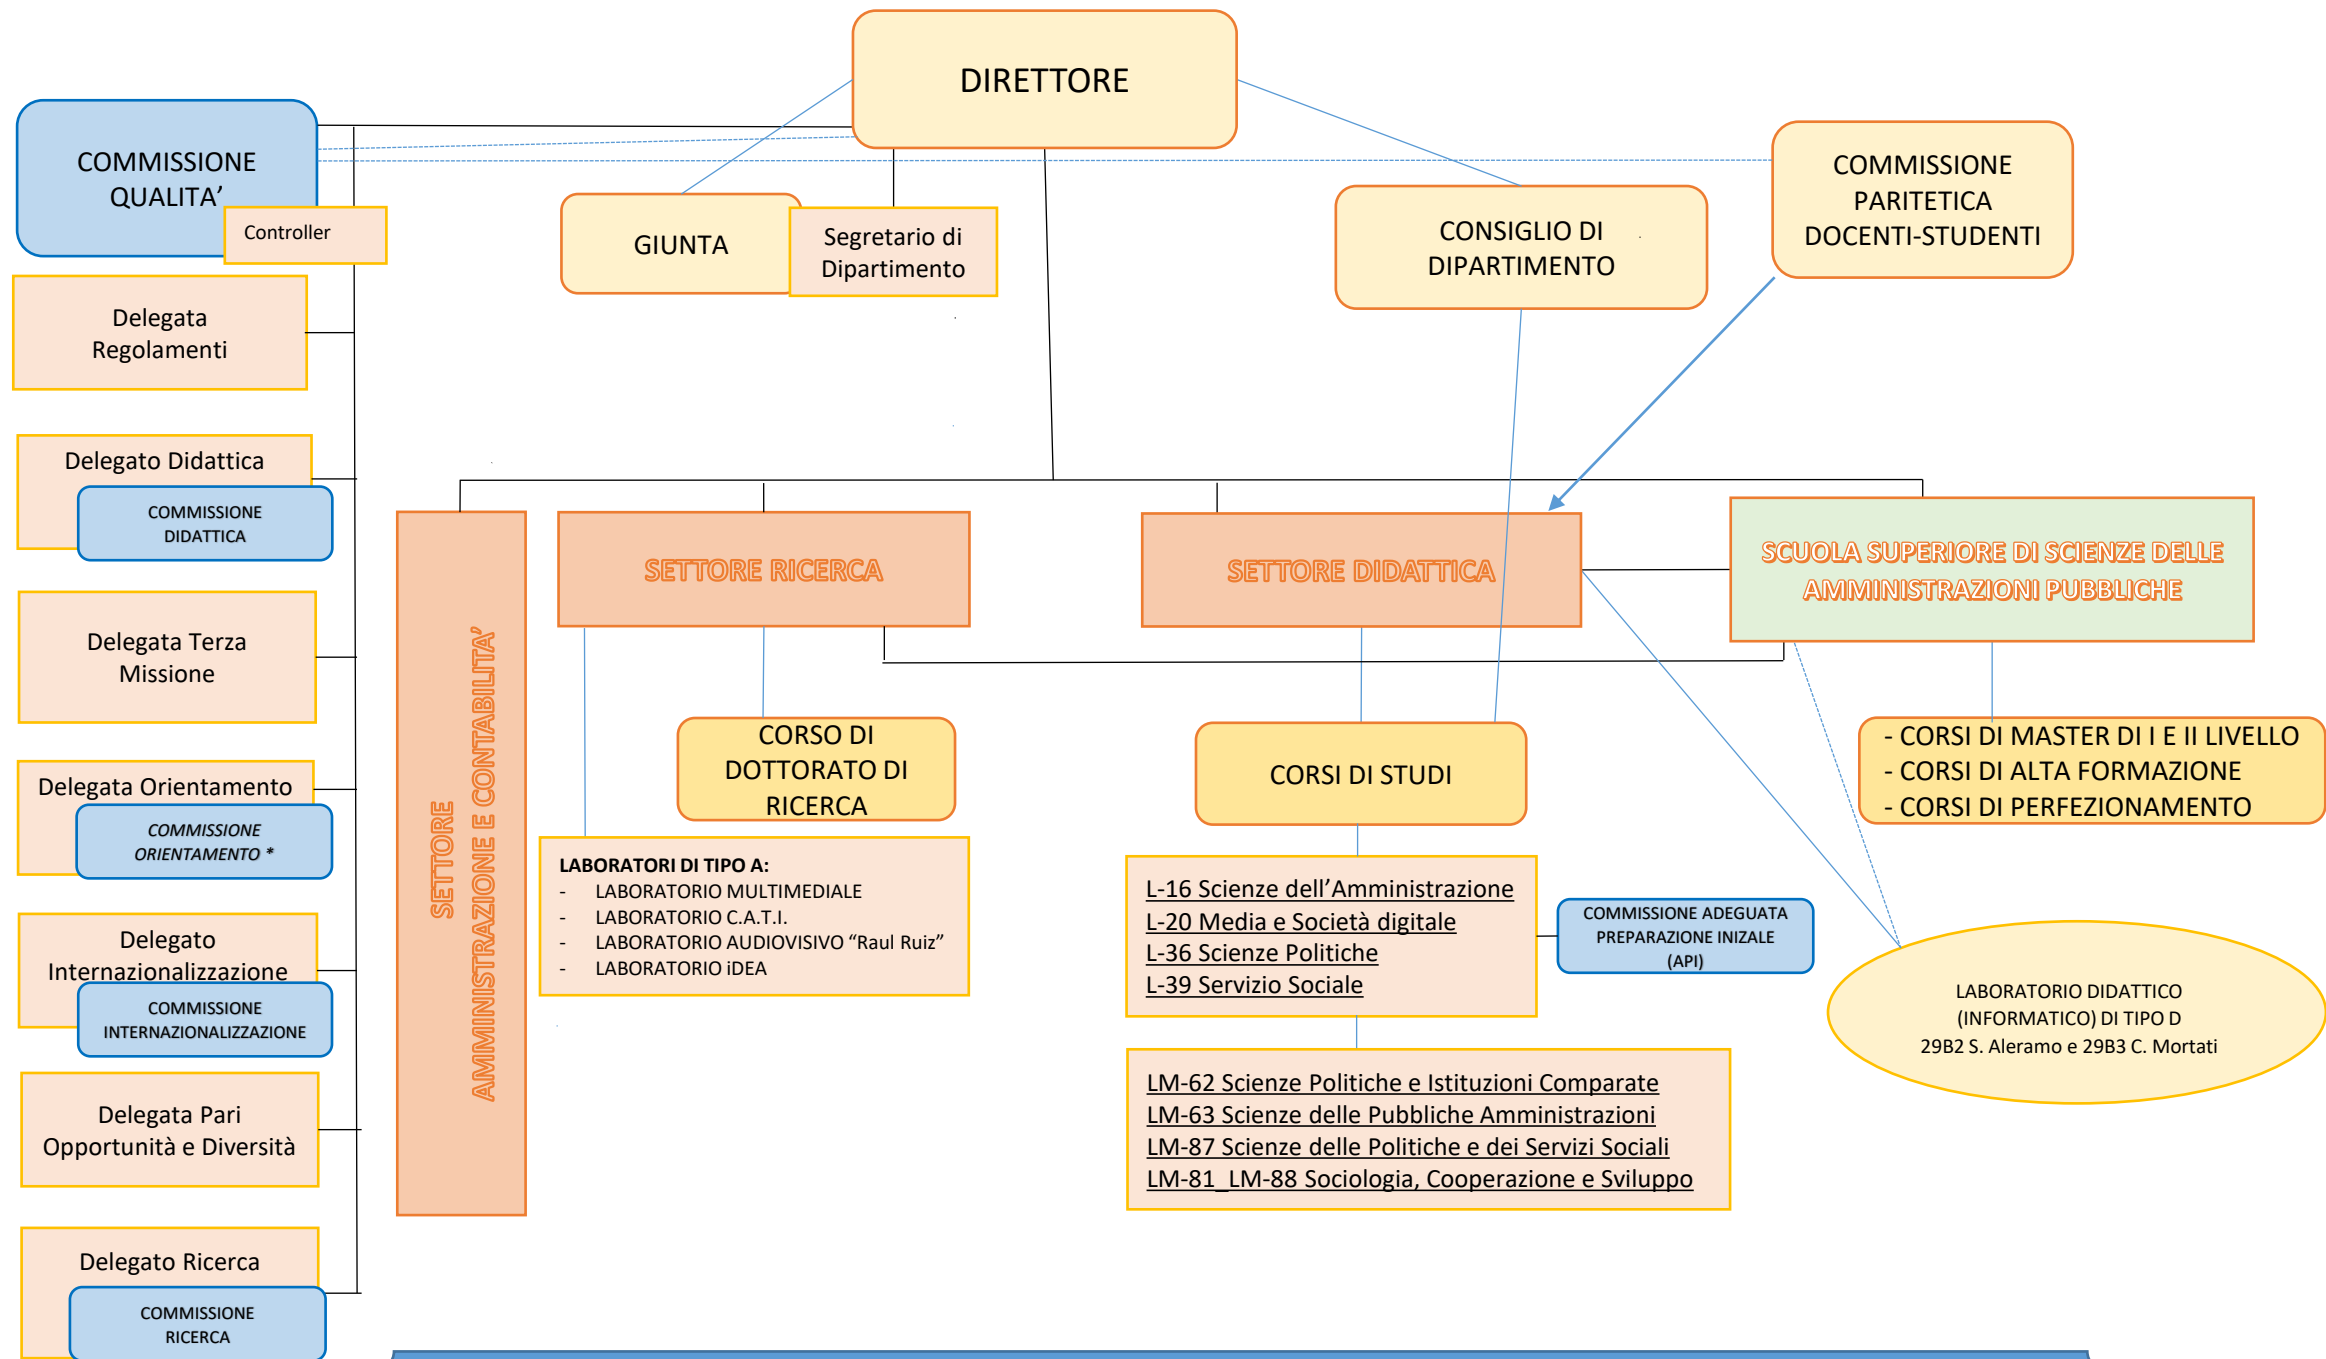 DIRETTORE
COMMISSIONE
QUALITA’
Controller
GIUNTA
Segretario di
Dipartimento
CONSIGLIO DI
DIPARTIMENTO
COMMISSIONE
PARITETICA
DOCENTI-STUDENTI
Delegata
Regolamenti
Delegato Didattica
COMMISSIONE
DIDATTICA
Delegata Terza
Missione
Delegata Orientamento
COMMISSIONE
ORIENTAMENTO *
Delegato
Internazionalizzazione
COMMISSIONE
INTERNAZIONALIZZAZIONE
Delegata Pari
Opportunità e Diversità
Delegato Ricerca
COMMISSIONE
RICERCA
SETTORE
AMMINISTRAZIONE E CONTABILITA’
SETTORE RICERCA
SETTORE DIDATTICA
SCUOLA SUPERIORE DI SCIENZE DELLE
AMMINISTRAZIONI PUBBLICHE
CORSO DI
DOTTORATO DI
RICERCA
LABORATORI DI TIPO A:
- LABORATORIO MULTIMEDIALE
- LABORATORIO C.A.T.I.
- LABORATORIO AUDIOVISIVO “Raul Ruiz”
- LABORATORIO iDEA
CORSI DI STUDI
L-16 Scienze dell’Amministrazione
L-20 Media e Società digitale
L-36 Scienze Politiche
L-39 Servizio Sociale
COMMISSIONE ADEGUATA
PREPARAZIONE INIZALE
(API)
LM-62 Scienze Politiche e Istituzioni Comparate
LM-63 Scienze delle Pubbliche Amministrazioni
LM-87 Scienze delle Politiche e dei Servizi Sociali
LM-81_LM-88 Sociologia, Cooperazione e Sviluppo
- CORSI DI MASTER DI I E II LIVELLO
- CORSI DI ALTA FORMAZIONE
- CORSI DI PERFEZIONAMENTO
LABORATORIO DIDATTICO
(INFORMATICO) DI TIPO D
29B2 S. Aleramo e 29B3 C. Mortati